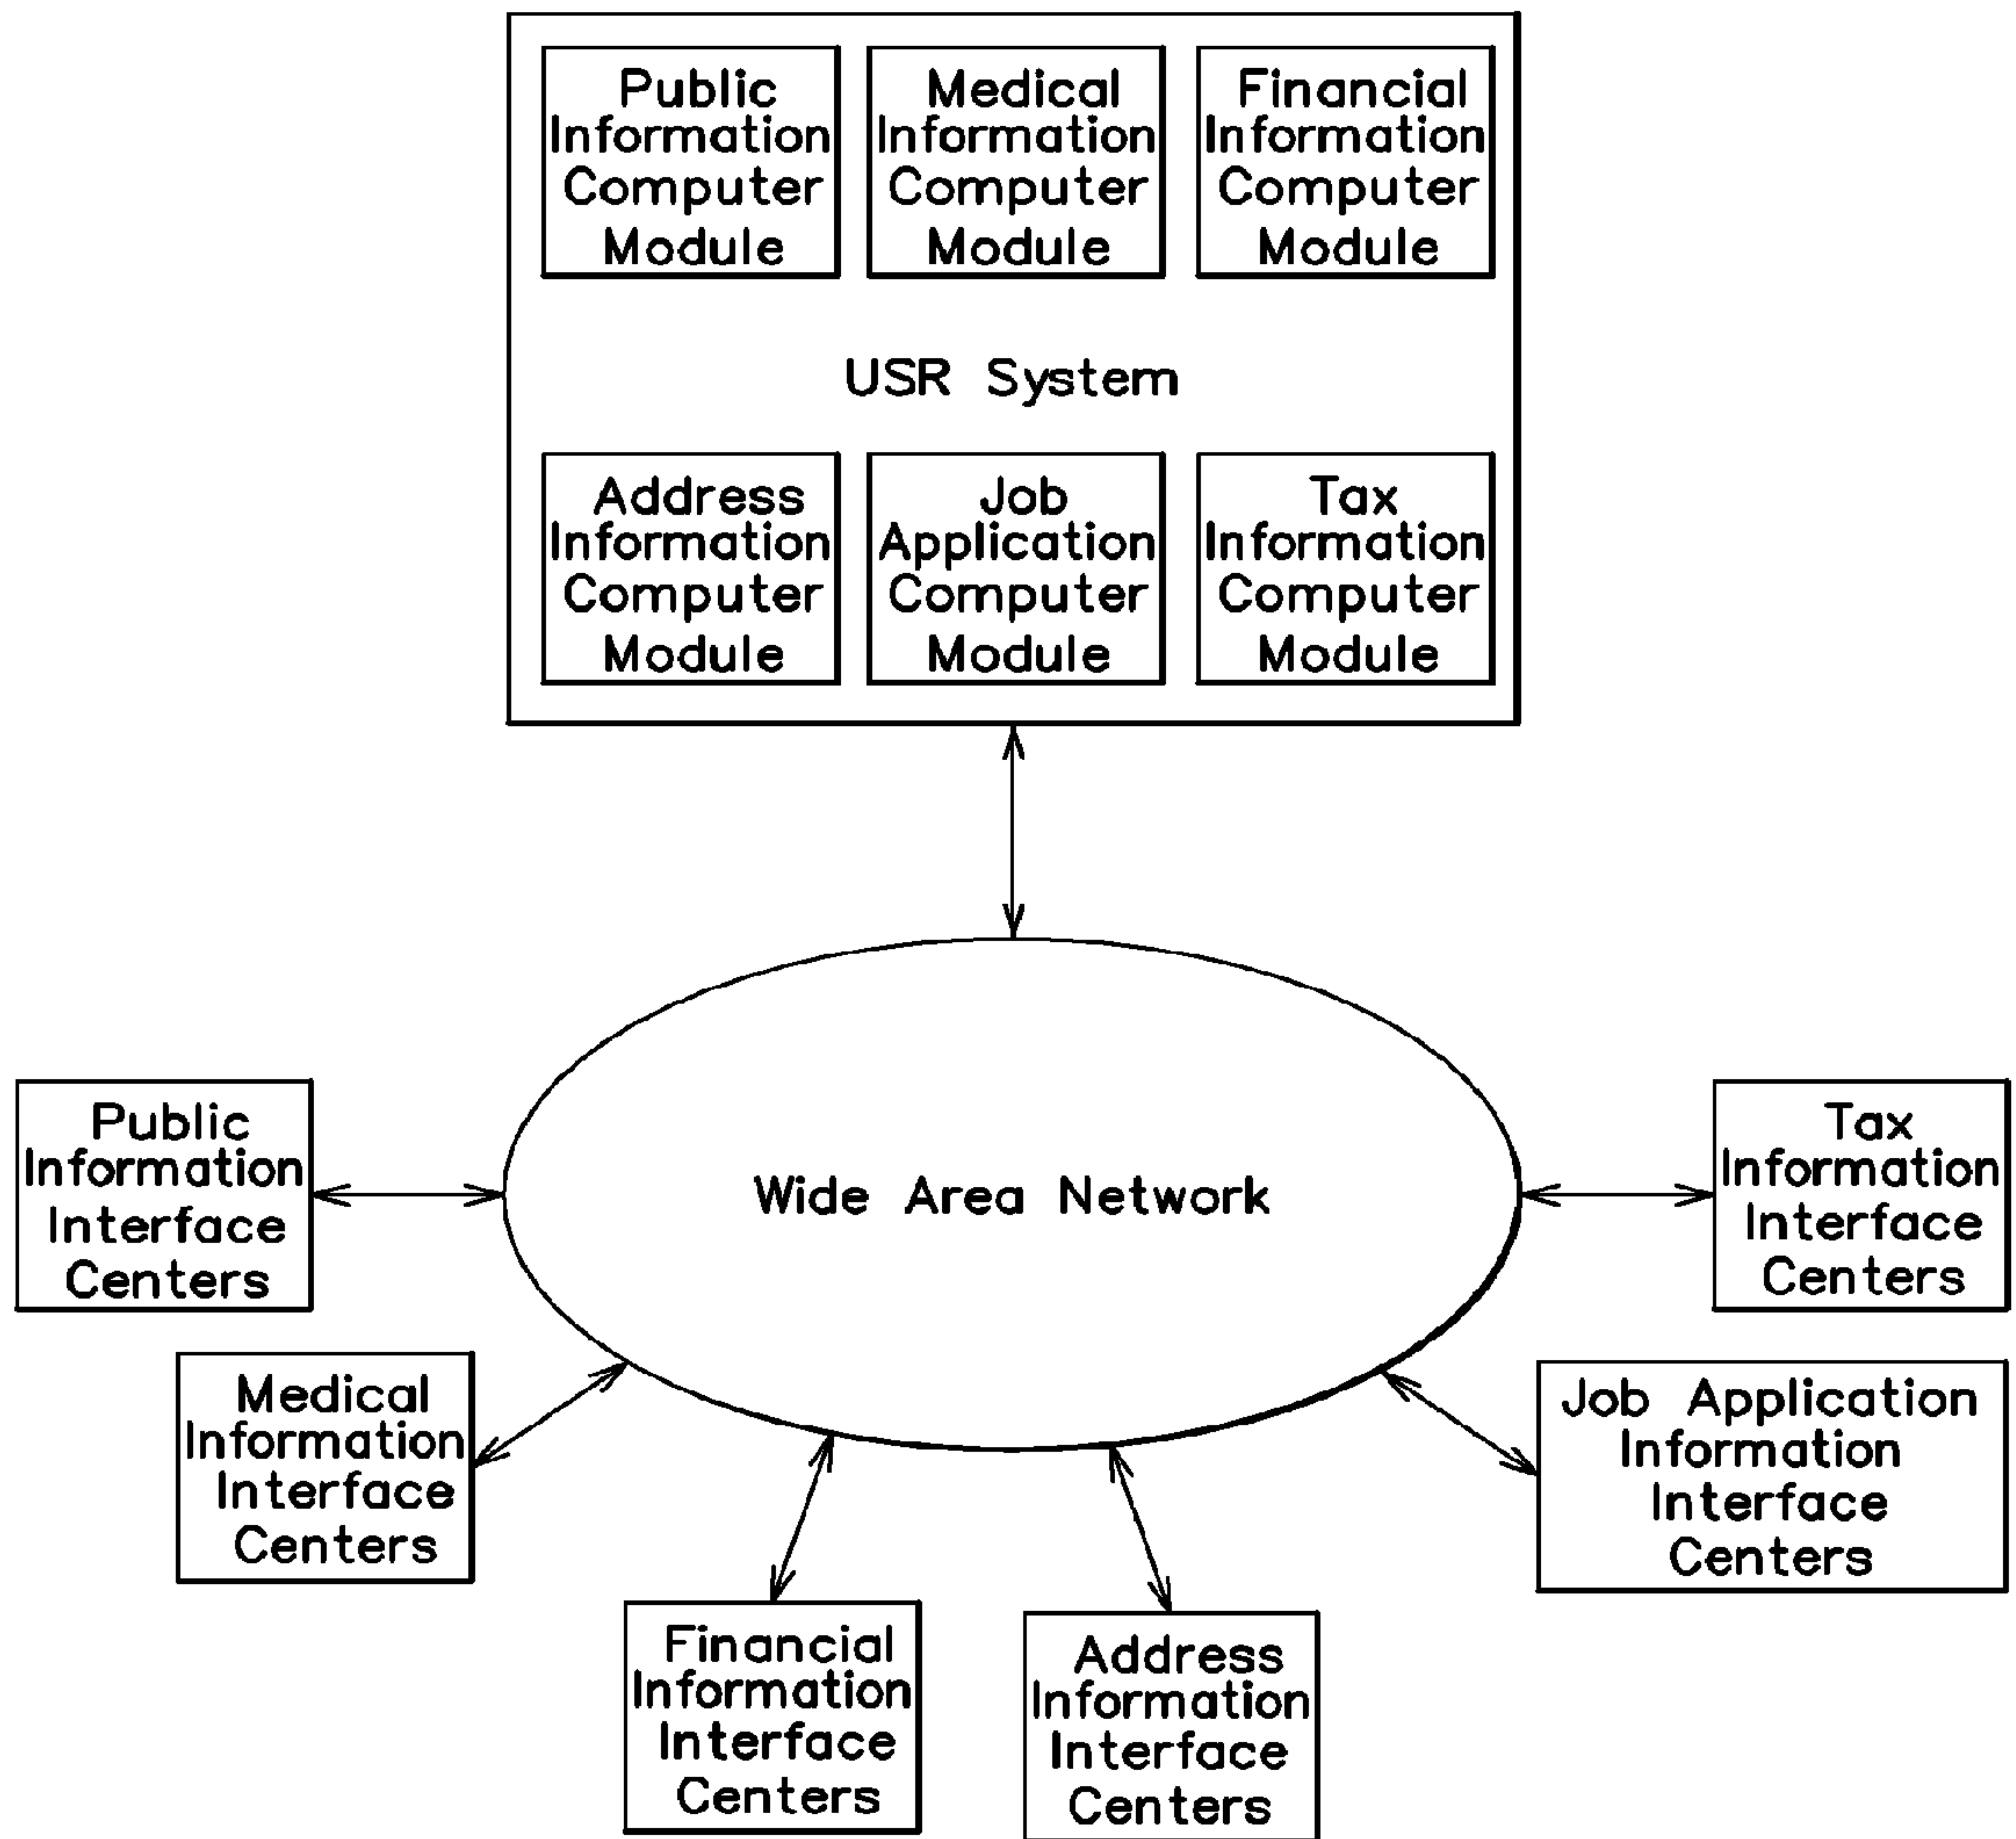 Public
Information
Computer
Module
Medical
Information
Computer
Module
Financial
Information
Computer
Module
USR System
Address
Information
Computer
Module
Job
Application
Computer
Module
Tax
Information
Computer
Module
Wide Area Network
Public
Information
Interface
Centers
Medical
Information
Interface
Centers
Financial
Information
Interface
Centers
Address
Information
Interface
Centers
Job Application
Information
Interface
Centers
Tax
Information
Interface
Centers